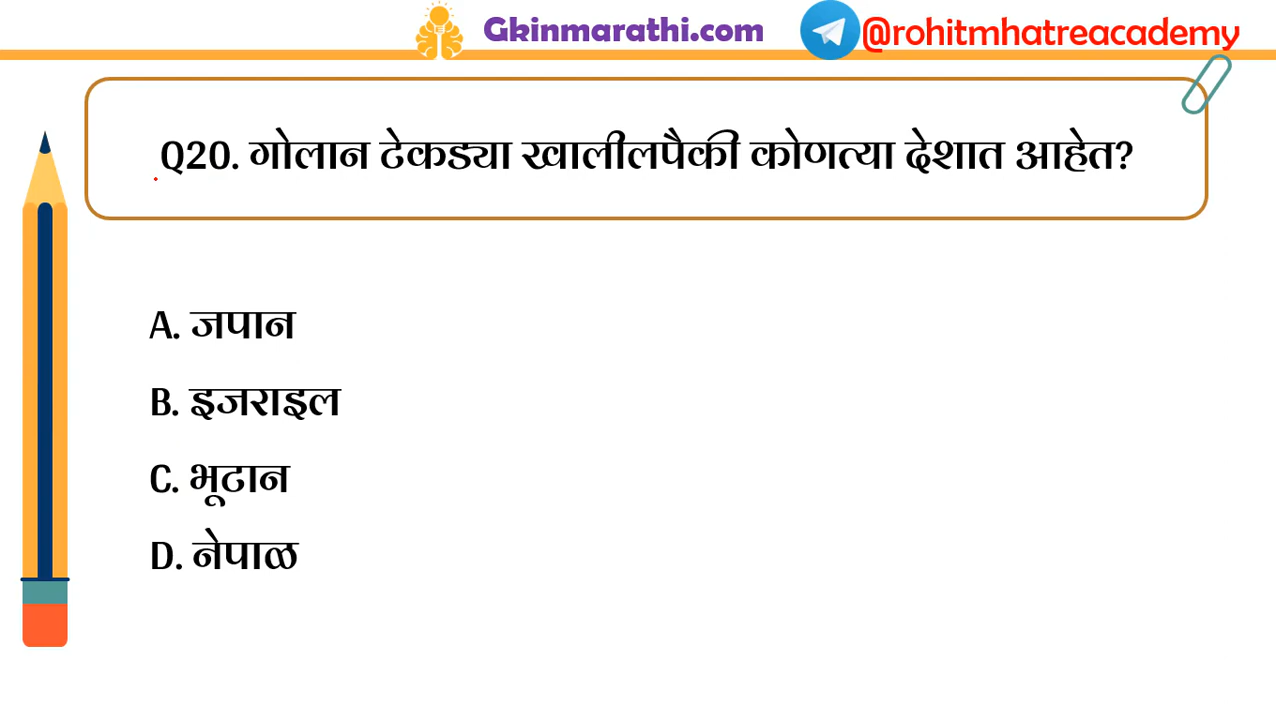 Gkinmarathi.com @rohitmhatreacademy
Q20. गोलान टेकड्या खालीलपैकी कोणत्या देशात आहेत?
A. जपान
B. इजराइल
C. भूटान
D. नेपाळ